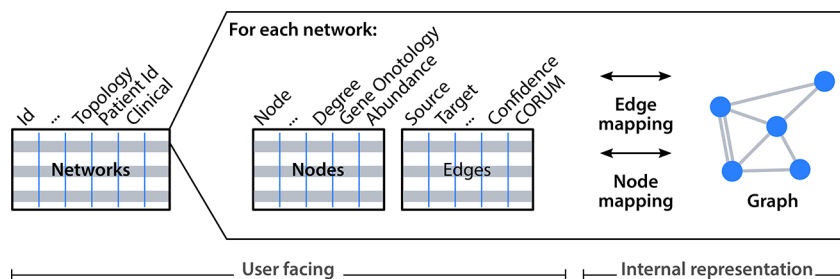 For each network:
Id
...
Topology
Patient Id
Clinical
Networks
Node
...
Degree
Gene Onotology
Abundance
Nodes
Source
Target
...
Confidence
CORUM
Edges
Edge
mapping
Node
mapping
Graph
User facing
Internal representation